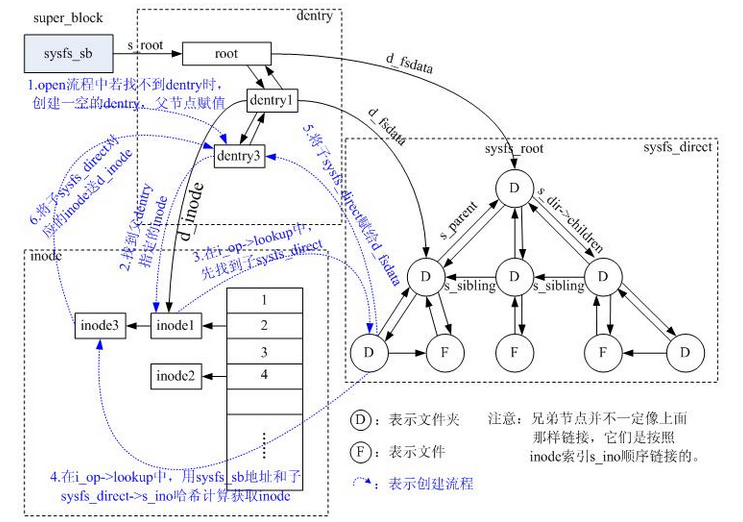 super_block
dentry
sysfs_sb
s_root
root
d_fsdata
1.open流程中若找不到dentry时，
创建一空的dentry，父节点赋值
dentry1
d_fsdata
dentry3
5.将子sysfs_direct赋给d_fsdata
sysfs_root
sysfs_direct
D
6.将子sysfs_direct对
应的inode送d_inode
2.找到父dentry
指定的inode
d_inode
s_parent
s_dir->children
inode
3.在i_op->lookup中，
先找到了sysfs_direct
D
s_sibling
D
s_sibling
D
1
inode3
inode1
2
3
D
F
F
F
D
inode2
4
D：表示文件夹
F：表示文件
：表示创建流程
注意：兄弟节点并不一定像上面
那样链接，它们是按照
inode索引s_ino顺序链接的。
4.在i_op->lookup中，用sysfs_sb地址和了
sysfs_direct->s_ino哈希计算获取inode